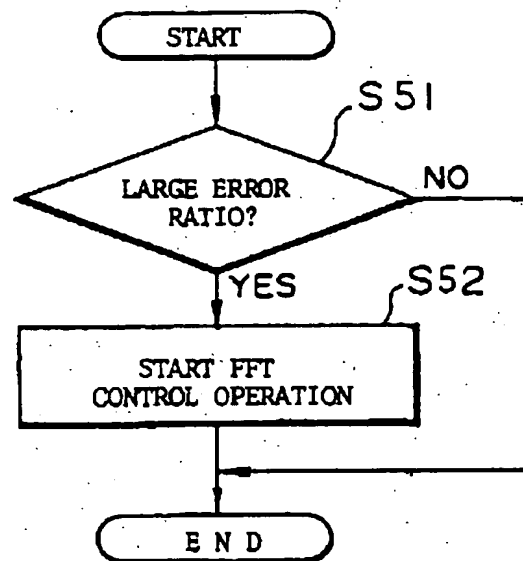 START
S51
LARGE ERROR
RATIO?
NO
YES
S52
START FFT
CONTROL OPERATION
END